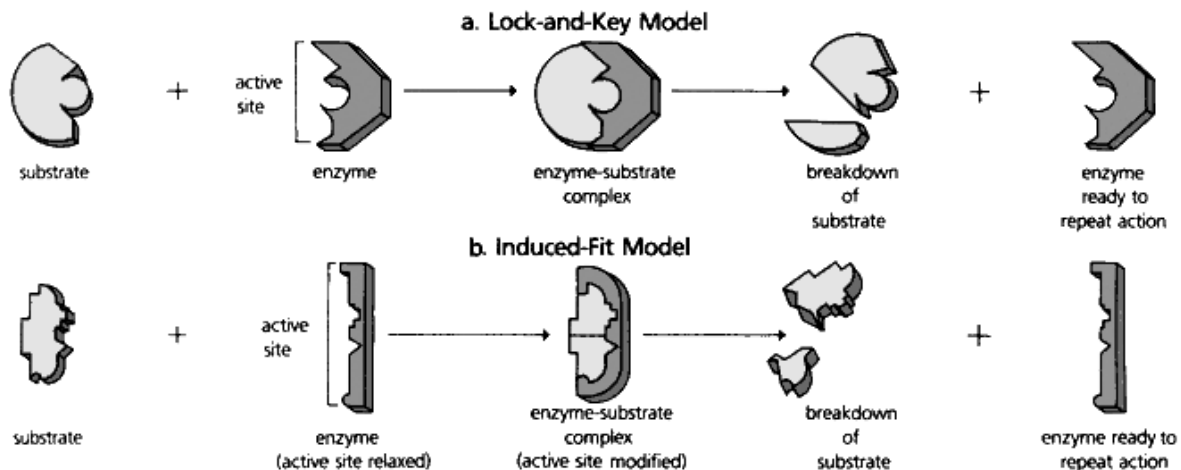 a. Lock-and-Key Model
active
site
substrate
enzyme
enzyme-substrate
complex
breakdown
of
substrate
enzyme
ready to
repeat action
b. Induced-Fit Model
active
site
substrate
enzyme
(active site relaxed)
enzyme-substrate
complex
(active site modified)
breakdown
of
substrate
enzyme ready to
repeat action